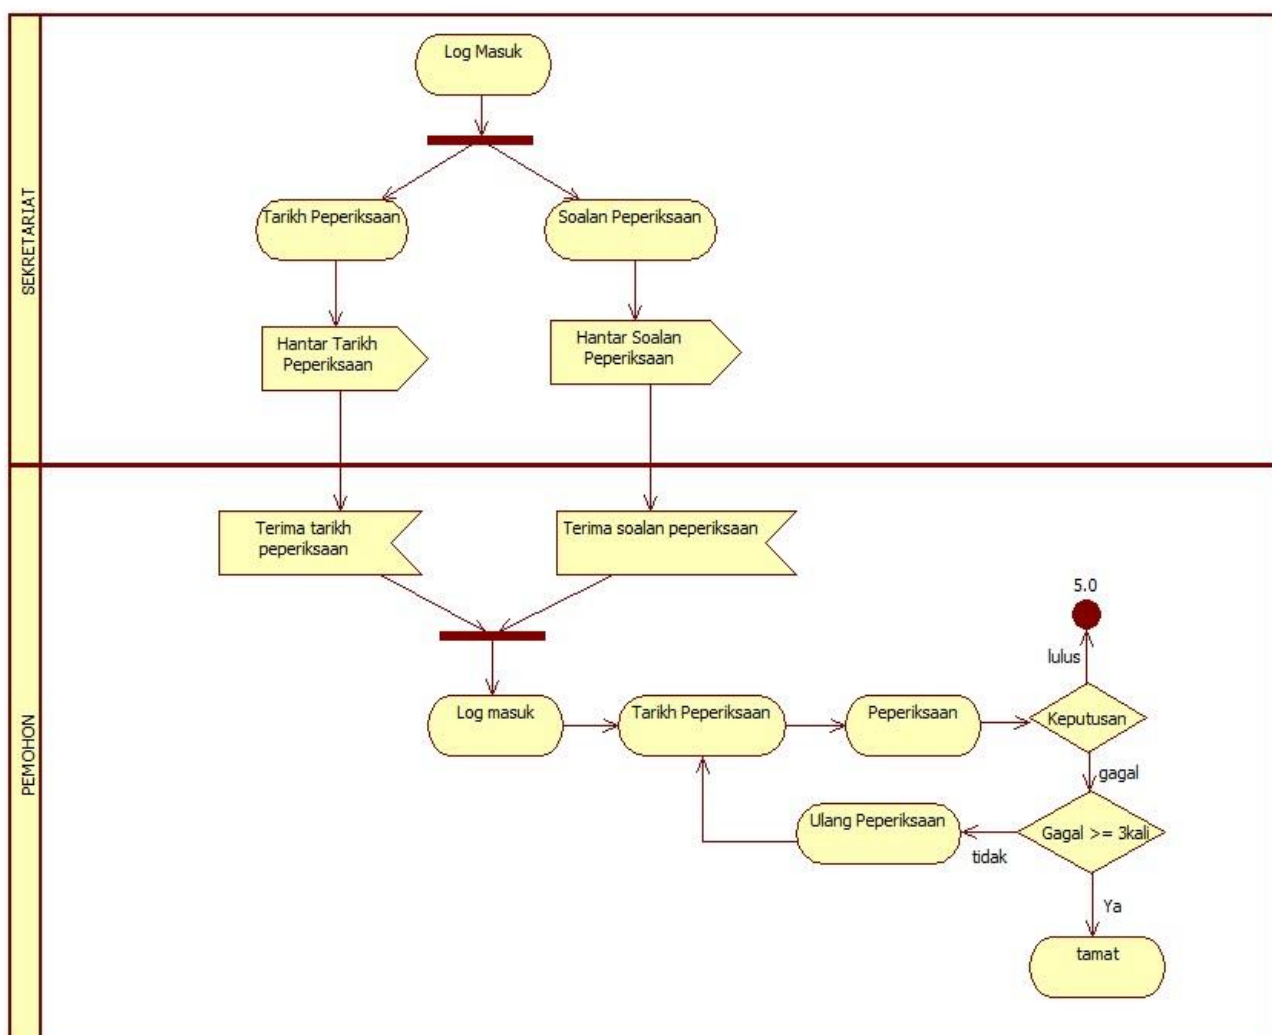 SEKRETARIAT
Log Masuk
Tarikh Peperiksaan
Soalan Peperiksaan
Hantar Tarikh
Peperiksaan
Hantar Soalan
Peperiksaan
PEMOHON
Terima tarikh
peperiksaan
Terima soalan peperiksaan
5.0
lulus
Log masuk
Tarikh Peperiksaan
Peperiksaan
Keputusan
gagal
Ulang Peperiksaan
tidak
Gagal >= 3kali
Ya
tamat